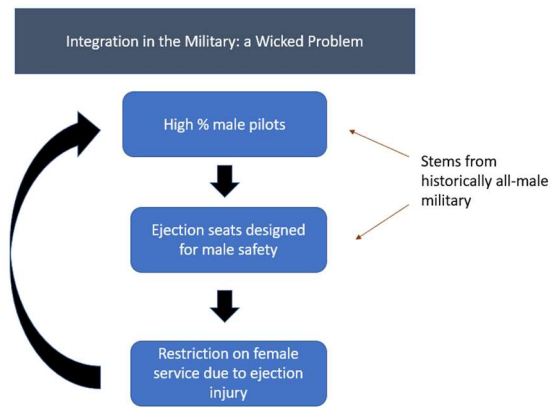 Integration in the Military: a Wicked Problem
High % male pilots
Stems from
historically all-male
military
Ejection seats designed
for male safety
Restriction on female
service due to ejection
injury